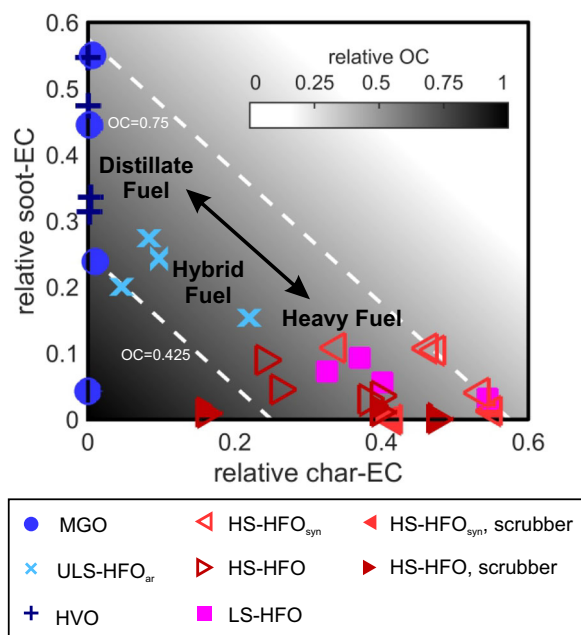 0.6
0.5
0.4
0.3
0.2
0.1
0
relative soot-EC
relative OC
0 0.25 0.5 0.75 1
OC=0.75
Distillate
Fuel
Hybrid
Fuel
Heavy Fuel
OC=0.425
0 0.2 0.4 0.6
relative char-EC
MGO
HS-HFOsyn
HS-HFOsyn, scrubber
ULS-HFOar
HS-HFO
HS-HFO, scrubber
HVO
LS-HFO